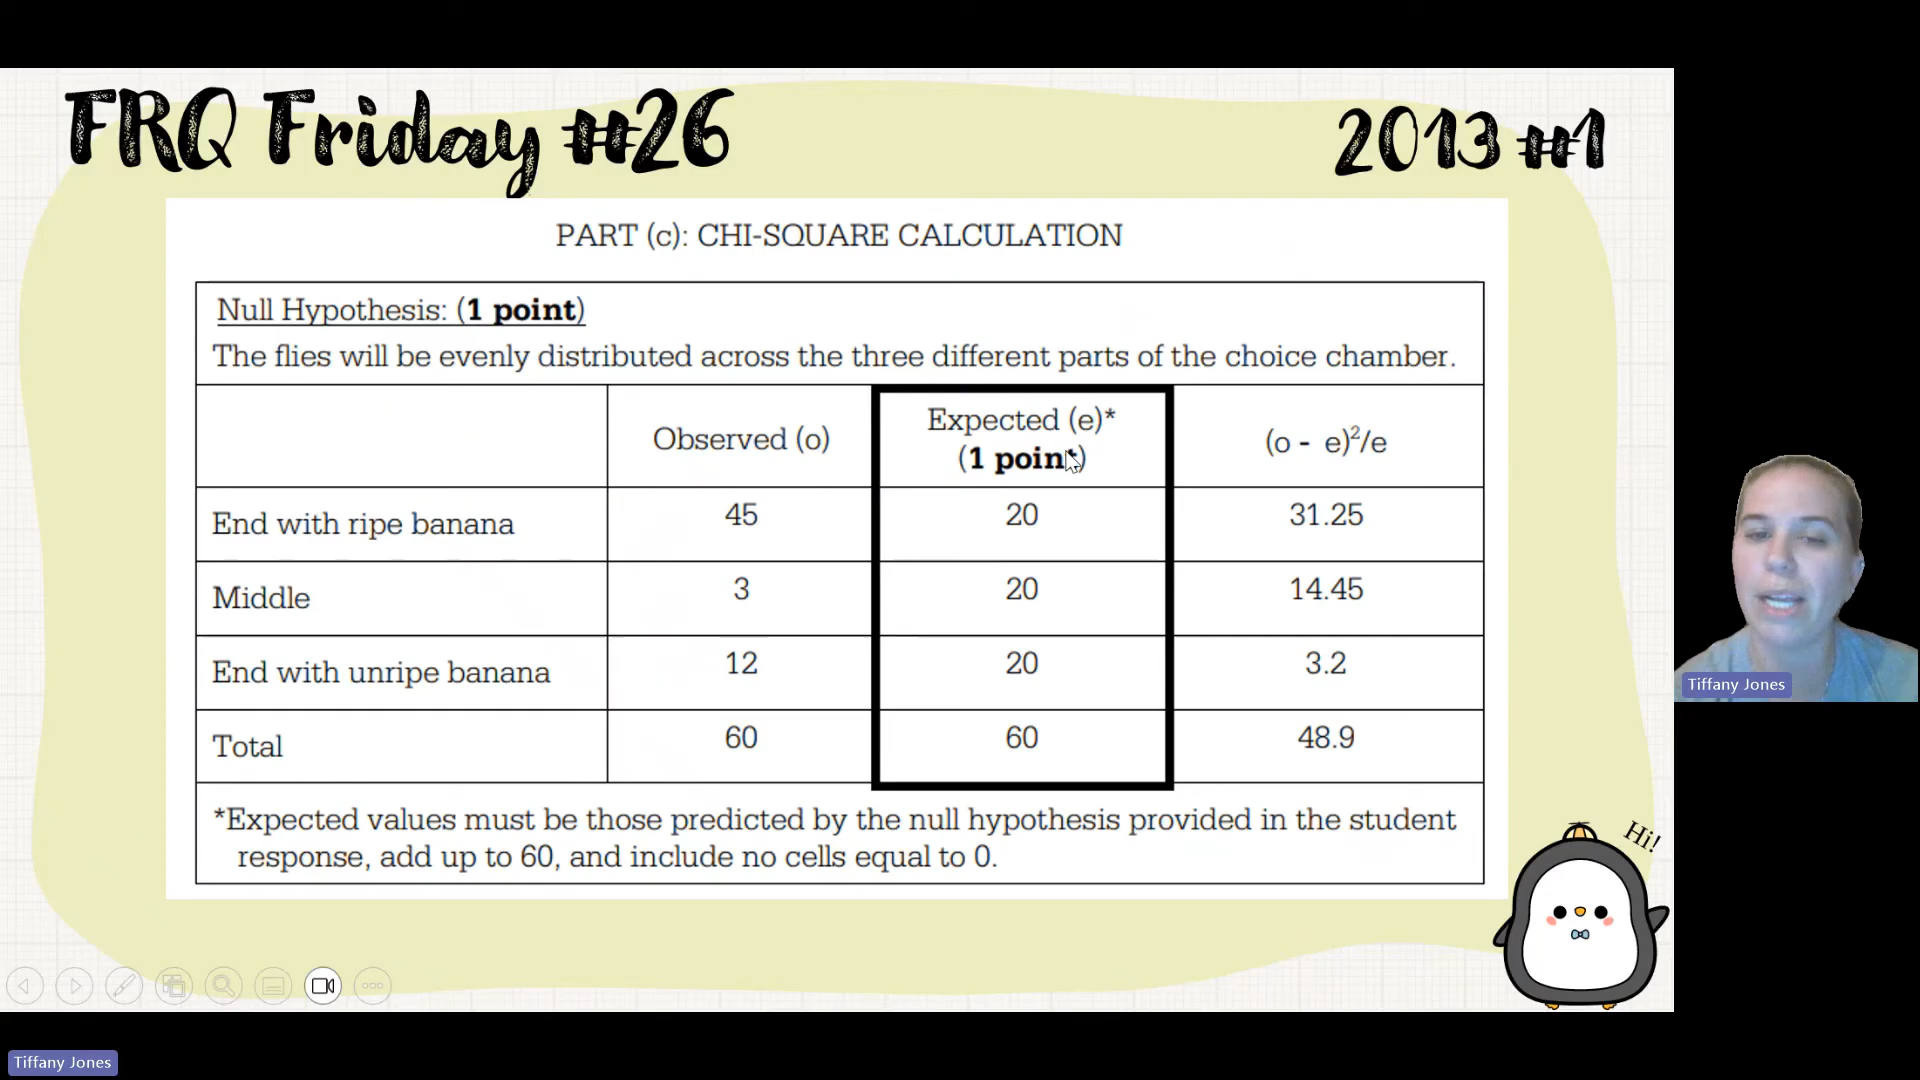 FRQ Friday #26
2013 #1
PART (c): CHI-SQUARE CALCULATION
Null Hypothesis: (1 point)
The flies will be evenly distributed across the three different parts of the choice chamber.
Observed (o)
Expected (e)*
(1 point)
(o - e)²/e
End with ripe banana 45 20 31.25
Middle 3 20 14.45
End with unripe banana 12 20 3.2
Total 60 60 48.9
*Expected values must be those predicted by the null hypothesis provided in the student
response, add up to 60, and include no cells equal to 0.
Hi!
Tiffany Jones
Tiffany Jones